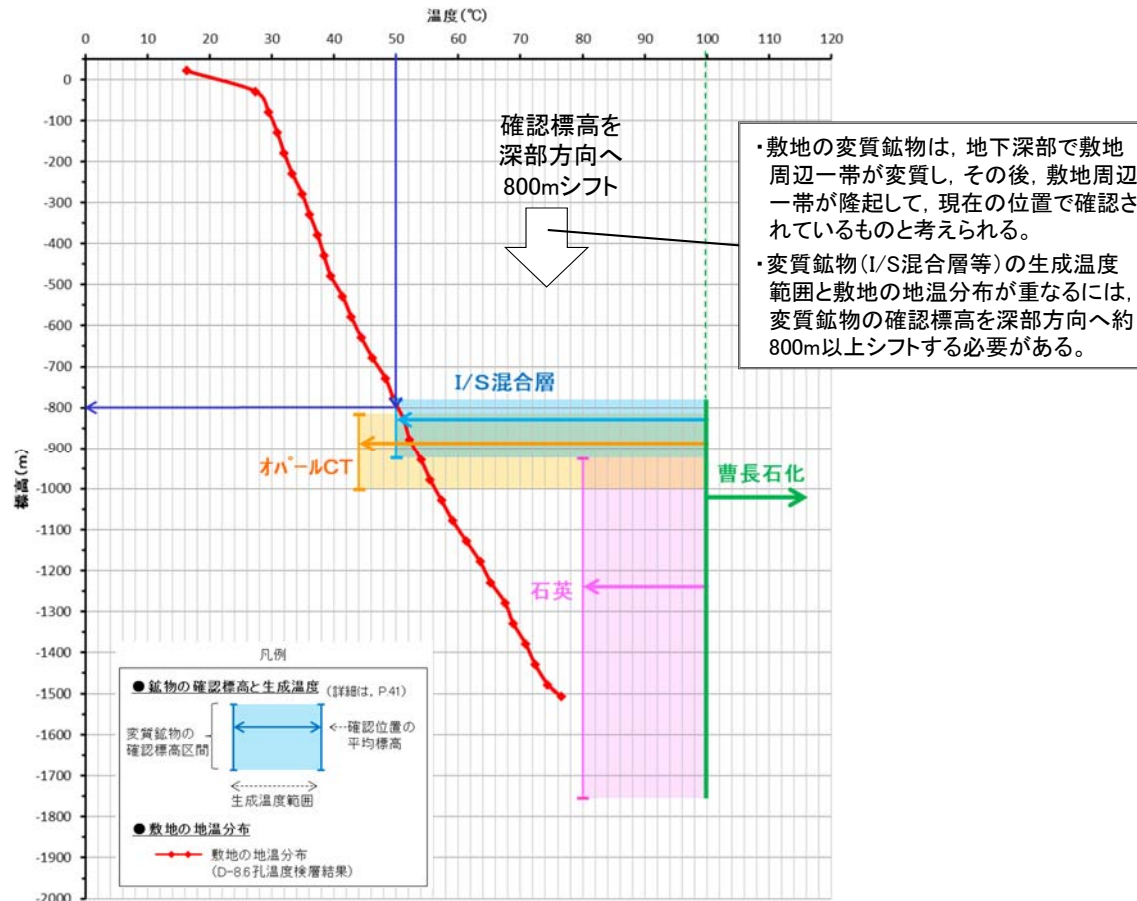 温度(℃)
0 10 20 30 40 50 60 70 80 90 100 110 120
0
-100
-200
-300
-400
-500
-600
-700
-800
-900
-1000
-1100
-1200
-1300
-1400
-1500
-1600
-1700
-1800
-1900
-2000
標高(m)
確認標高を
深部方向へ
800mシフト
・敷地の変質鉱物は，地下深部で敷地
周辺一帯が変質し，その後，敷地周辺
一帯が隆起して，現在の位置で確認さ
れているものと考えられる。
・変質鉱物(I/S混合層等)の生成温度
範囲と敷地の地温分布が重なるには，
変質鉱物の確認標高を深部方向へ約
800m以上シフトする必要がある。
I/S混合層
オパールCT
曹長石化
石英
凡例
●鉱物の確認標高と生成温度 (詳細は，P.41)
変質鉱物の
確認標高区間
確認位置の
平均標高
生成温度範囲
●敷地の地温分布
敷地の地温分布
(D-8.6孔温度検層結果)